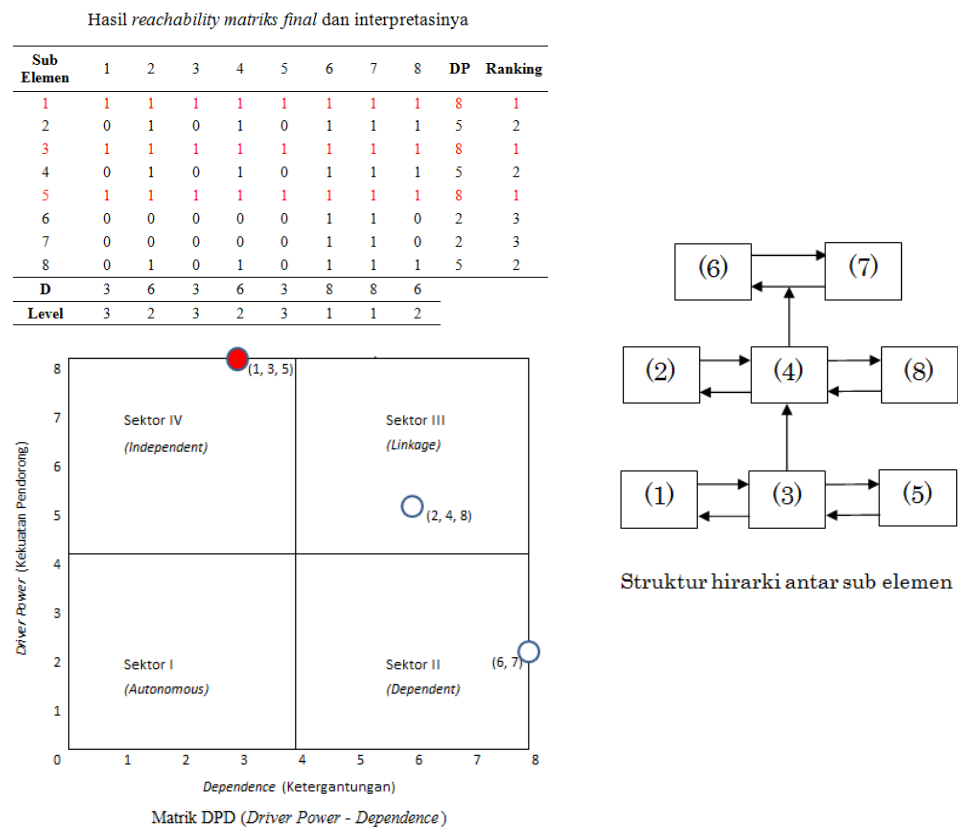 Hasil reachability matriks final dan interpretasinya
Sub Elemen 1 2 3 4 5 6 7 8 DP Ranking
1 1 1 1 1 1 1 1 1 8 1
2 0 1 0 1 0 1 1 1 5 2
3 1 1 1 1 1 1 1 1 8 1
4 0 1 0 1 0 1 1 1 5 2
5 1 1 1 1 1 1 1 1 8 1
6 0 0 0 0 0 1 1 0 2 3
7 0 0 0 0 0 1 1 0 2 3
8 0 1 0 1 0 1 1 1 5 2
D 3 6 3 6 3 8 8 6
Level 3 2 3 2 3 1 1 2
Driver Power (Kekuatan Pendorong)
8
7
6
5
4
3
2
1
0 1 2 3 4 5 6 7 8
(1, 3, 5)
Sektor IV
(Independent)
Sektor III
(Linkage)
(2, 4, 8)
Sektor I
(Autonomous)
Sektor II
(Dependent)
(6, 7)
Dependence (Ketergantungan)
Matrik DPD (Driver Power - Dependence)
(6) (7)
(2) (4) (8)
(1) (3) (5)
Struktur hirarki antar sub elemen